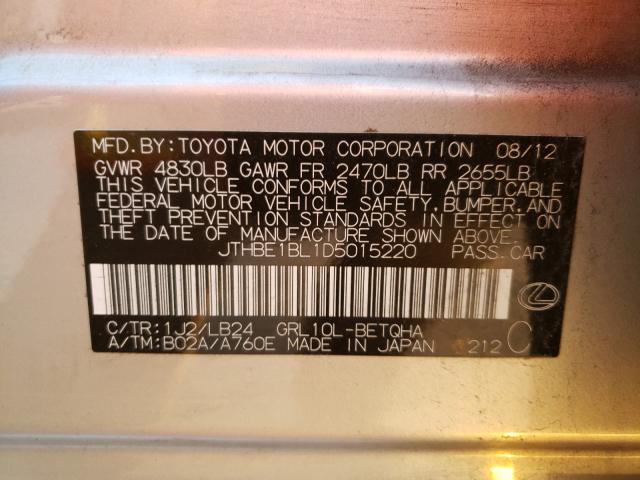 MFD.BY:TOYOTA MOTOR CORPORATION 08/12
GVWR 4830LB GAWR FR 2470LB RR 2655LB
THIS VEHICLE CONFORMS TO ALL APPLICABLE
FEDERAL MOTOR VEHICLE SAFETY,BUMPER,AND
THEFT PREVENTION STANDARDS IN EFFECT ON
THE DATE OF MANUFACTURE SHOWN ABOVE.
JTHBE1BL1D5015220 PASS.CAR
C/TR:1J2/LB24 GRL10L-BETQHA
A/TM:B02A/A760E MADE IN JAPAN 212 C